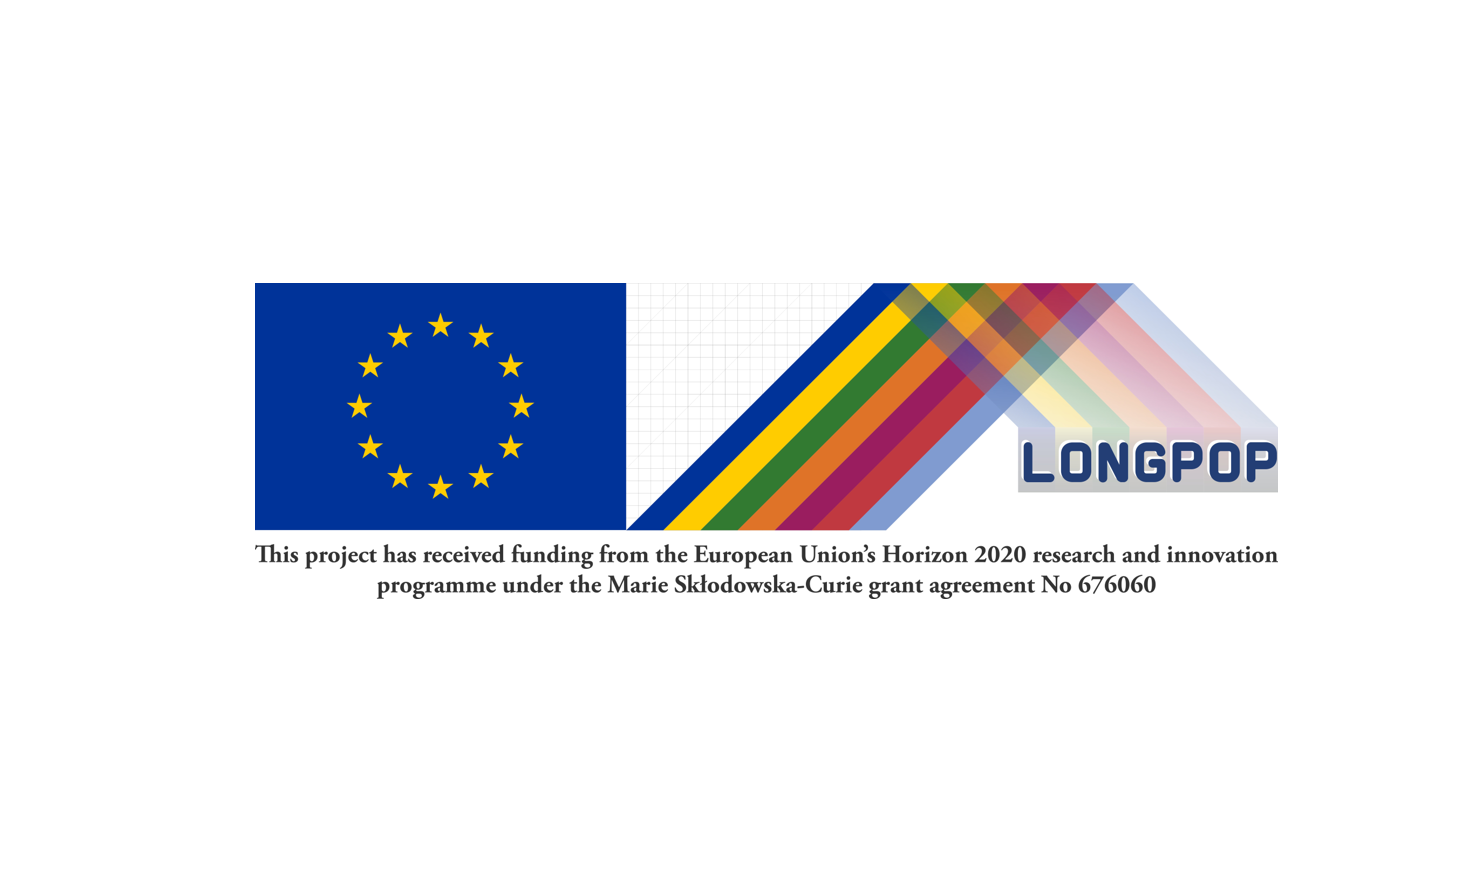 LONGPOP
This project has received funding from the European Union’s Horizon 2020 research and innovation
programme under the Marie Skłodowska-Curie grant agreement No 676060